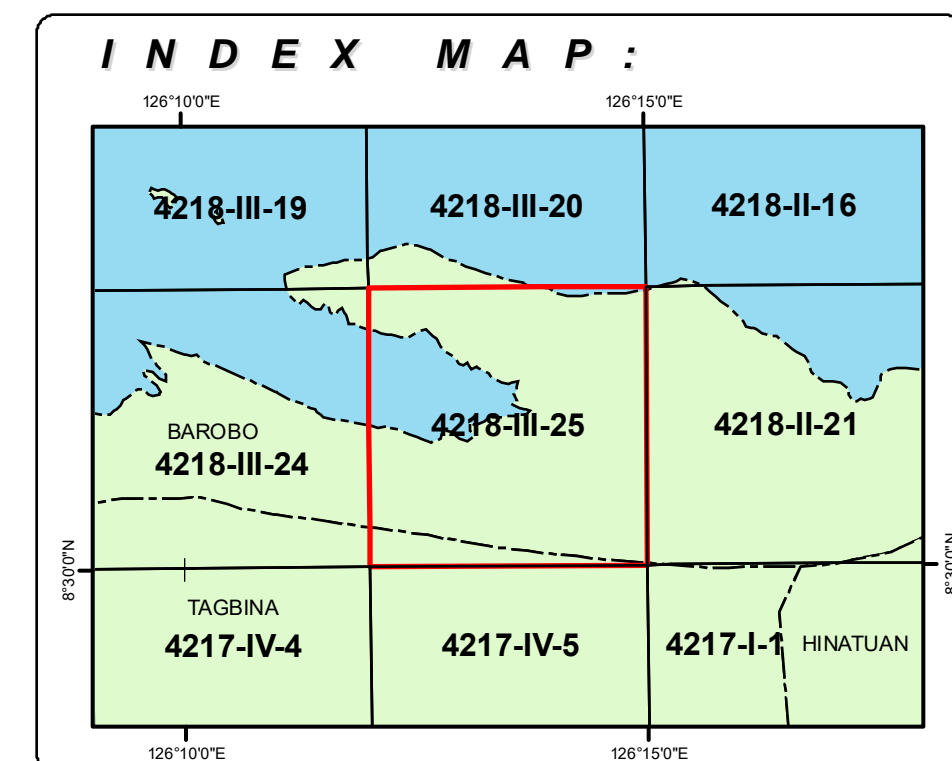 INDEX MAP:
126°10'0"E 126°15'0"E
4218-III-19 4218-III-20 4218-II-16
BAROBO
4218-III-24 4218-III-25 4218-II-21
8°30'0"N 8°30'0"N
TAGBINA
4217-IV-4 4217-IV-5 4217-I-1 HINATUAN
126°10'0"E 126°15'0"E